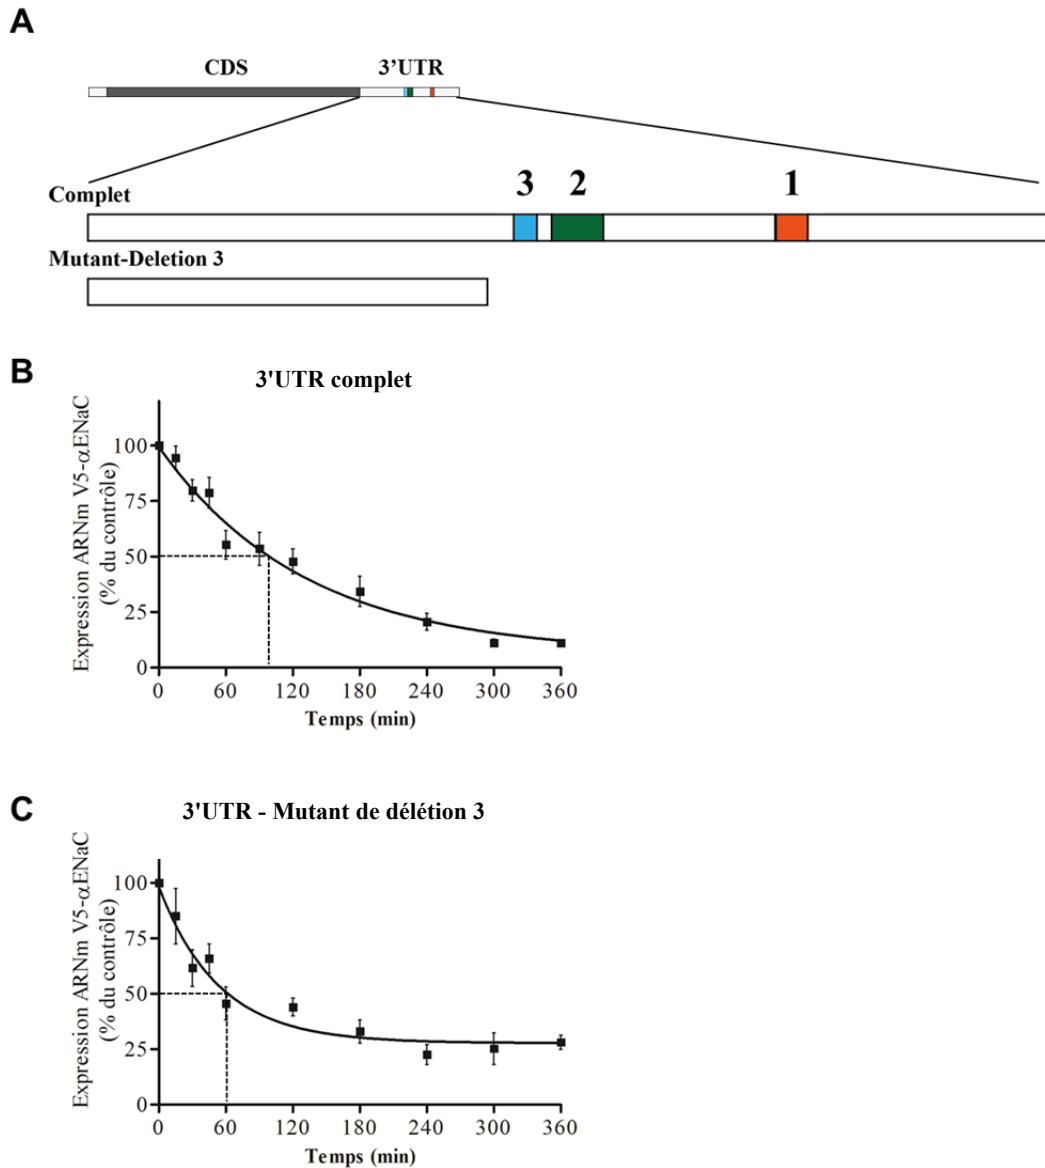 A
CDS 3'UTR
Complet
3 2 1
Mutant-Deletion 3
B
3'UTR complet
Expression ARNm V5-αENaC
(% du contrôle)
100
75
50
25
0
0 60 120 180 240 300 360
Temps (min)
C
3'UTR - Mutant de délétion 3
Expression ARNm V5-αENaC
(% du contrôle)
100
75
50
25
0
0 60 120 180 240 300 360
Temps (min)